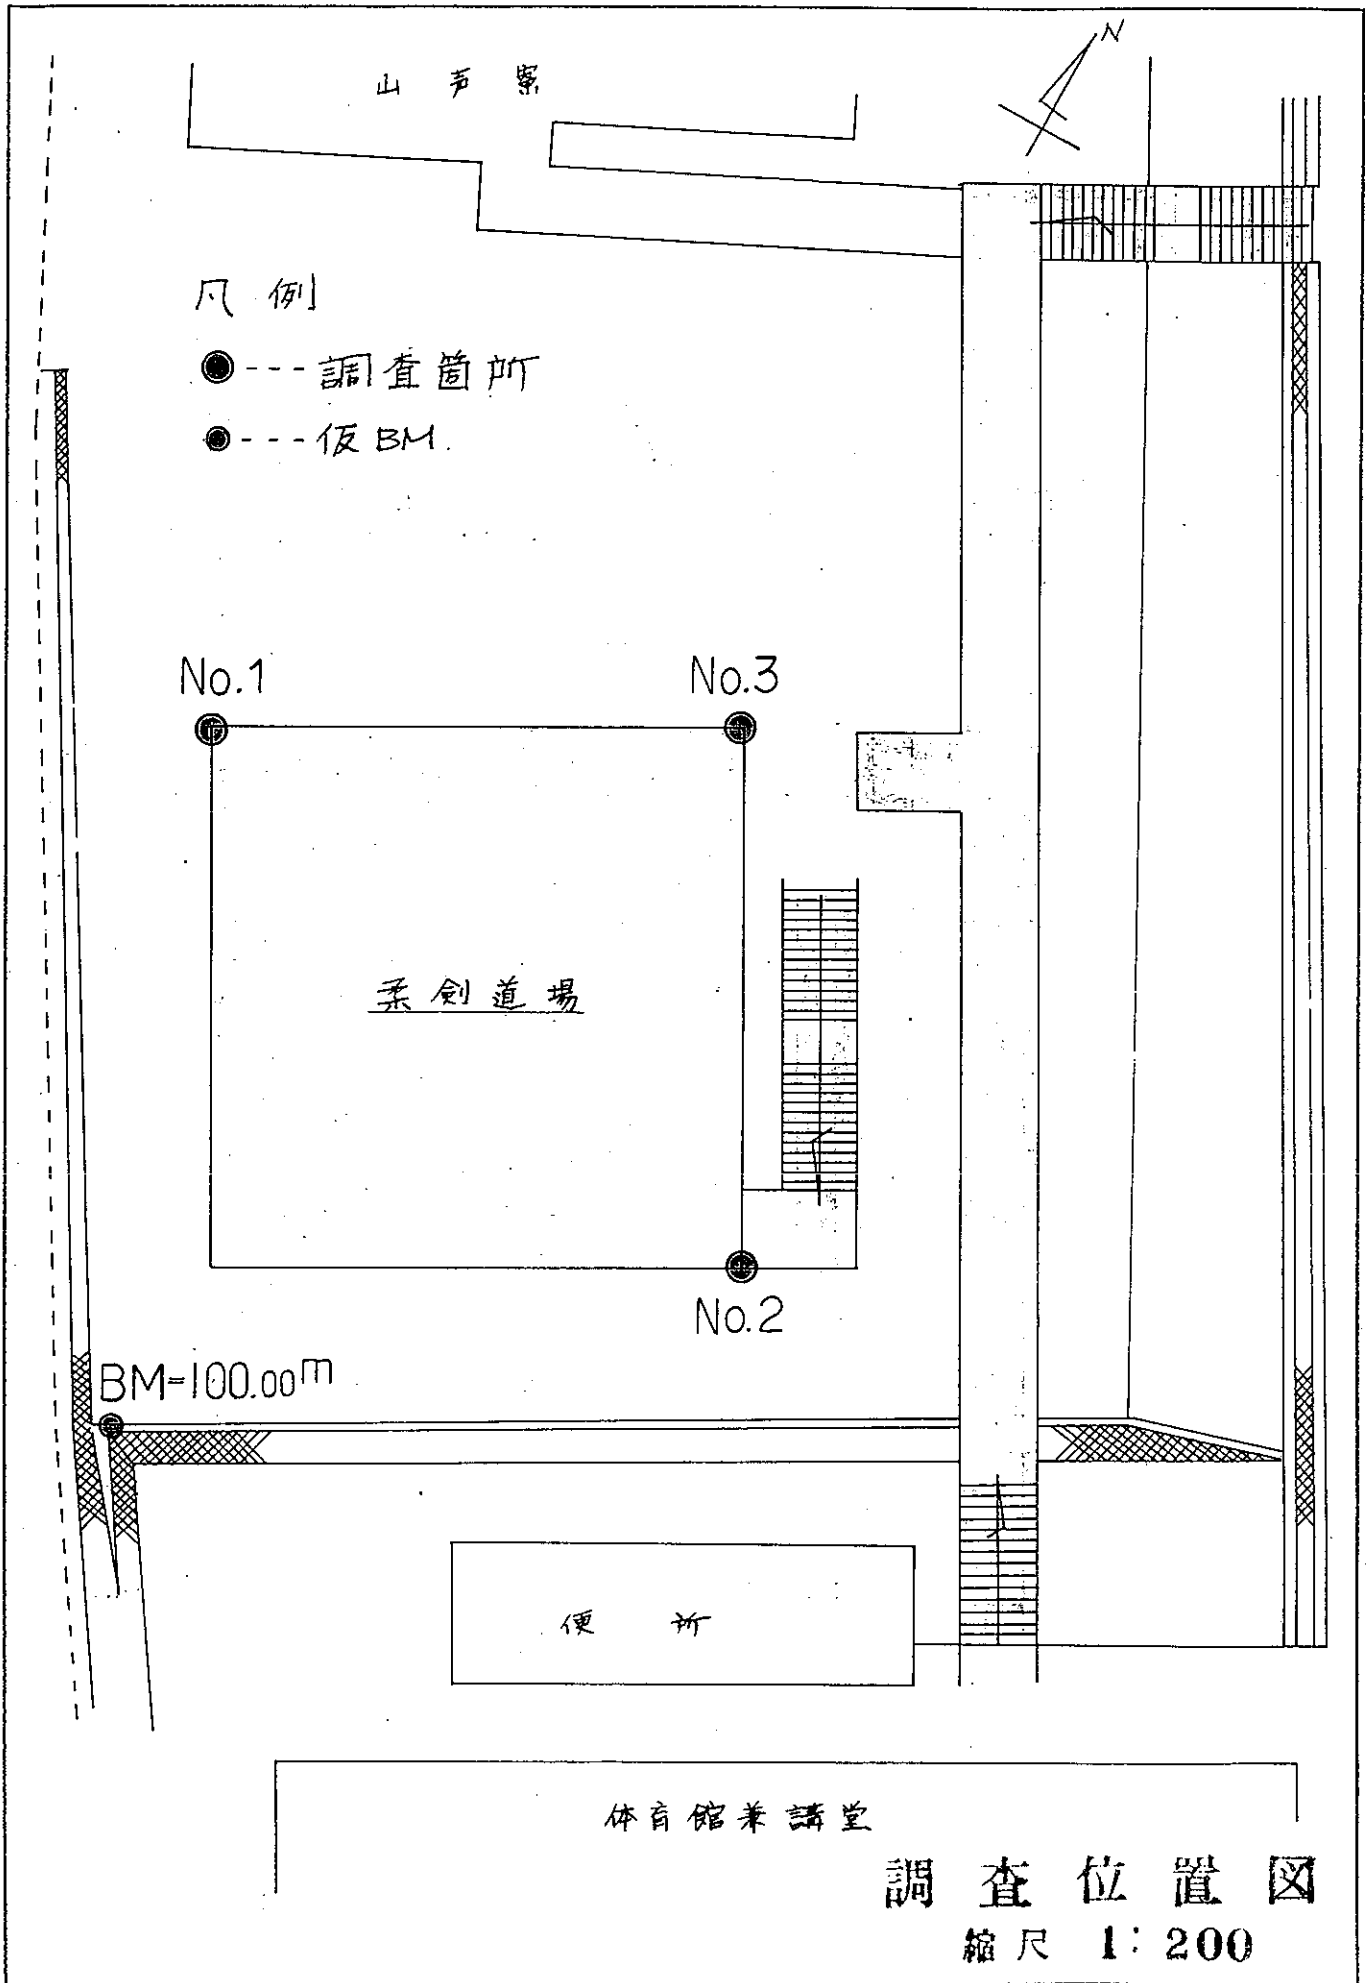 山声寮
N
凡例
調査箇所
仮BM.
No.1
No.3
柔剣道場
No.2
BM=100.00m
便所
体育館兼講堂
調査位置図
縮尺 1:200